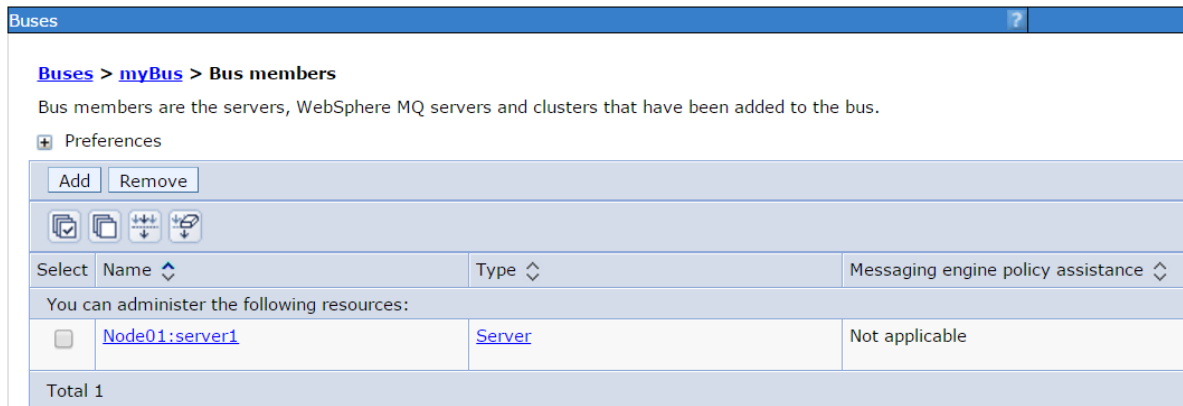 Buses ?
Buses > myBus > Bus members
Bus members are the servers, WebSphere MQ servers and clusters that have been added to the bus.
Preferences
Add Remove
Select Name Type Messaging engine policy assistance
You can administer the following resources:
Node01:server1 Server Not applicable
Total 1